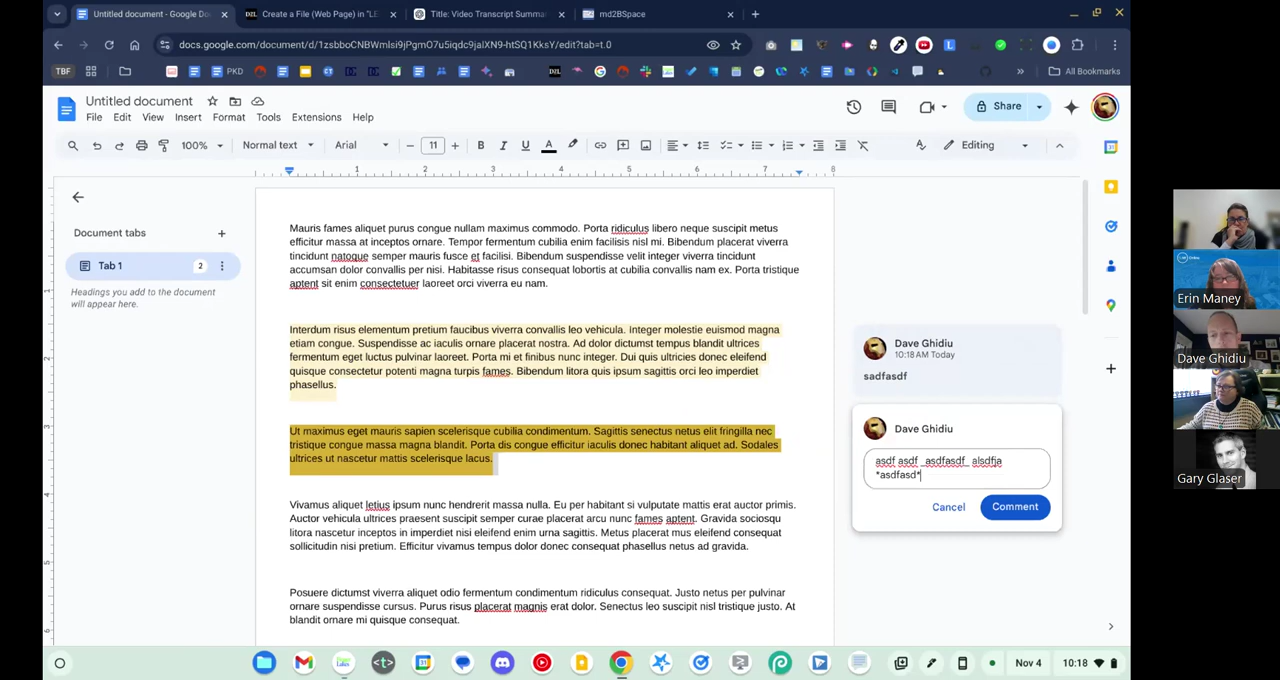 Untitled document - Google Do
Create a File (Web Page) in "LE
Title: Video Transcript Summa
md2BSpace
docs.google.com/document/d/1zsbboCNBWmlsi9jPgmO7u5iqdc9jaIXN9-htSQ1KksY/edit?tab=t.0
TBF
PKD
All Bookmarks
Untitled document
File Edit View Insert Format Tools Extensions Help
Share
100% Normal text Arial 11 Editing
1 2 3 4 5 6 7 8
Document tabs
Tab 1 2
Headings you add to the document
will appear here.
Mauris fames aliquet purus congue nullam maximus commodo. Porta ridiculus libero neque suscipit metus
efficitur massa at inceptos ornare. Tempor fermentum cubilia enim facilisis nisl mi. Bibendum placerat viverra
tincidunt natoque semper mauris fusce et facilisi. Bibendum suspendisse velit integer viverra tincidunt
accumsan dolor convallis per nisi. Habitasse risus consequat lobortis at cubilia convallis nam ex. Porta tristique
aptent sit enim consectetuer laoreet orci viverra eu nam.
Interdum risus elementum pretium faucibus viverra convallis leo vehicula. Integer molestie euismod magna
etiam congue. Suspendisse ac iaculis ornare placerat nostra. Ad dolor dictumst tempus blandit ultrices
fermentum eget luctus pulvinar laoreet. Porta mi et finibus nunc integer. Dui quis ultricies donec eleifend
quisque consectetur potenti magna turpis fames. Bibendum litora quis ipsum sagittis orci leo imperdiet
phasellus.
Ut maximus eget mauris sapien scelerisque cubilia condimentum. Sagittis senectus netus elit fringilla nec
tristique congue massa magna blandit. Porta dis congue efficitur iaculis donec habitant aliquet ad. Sodales
ultrices ut nascetur mattis scelerisque lacus.
Vivamus aliquet letius ipsum nunc hendrerit massa nulla. Eu per habitant si vulputate mattis erat auctor primis.
Auctor vehicula ultrices praesent suscipit semper curae placerat arcu nunc fames aptent. Gravida sociosqu
litora nascetur inceptos in imperdiet nisi eleifend enim urna sagittis. Metus placerat mus eleifend consequat
sollicitudin nisi pretium. Efficitur vivamus tempus dolor donec consequat phasellus netus ad gravida.
Posuere dictumst viverra aliquet odio fermentum condimentum ridiculus consequat. Justo netus per pulvinar
ornare suspendisse cursus. Purus risus placerat magnis erat dolor. Senectus leo suscipit nisl tristique justo. At
blandit ornare mi quisque consequat.
Dave Ghidiu
10:18 AM Today
sadfasdf
Dave Ghidiu
asdf asdf _asdfasdf_ alsdfja
*asdfasd*
Cancel Comment
Erin Maney
Dave Ghidiu
Gary Glaser
Nov 4 10:18